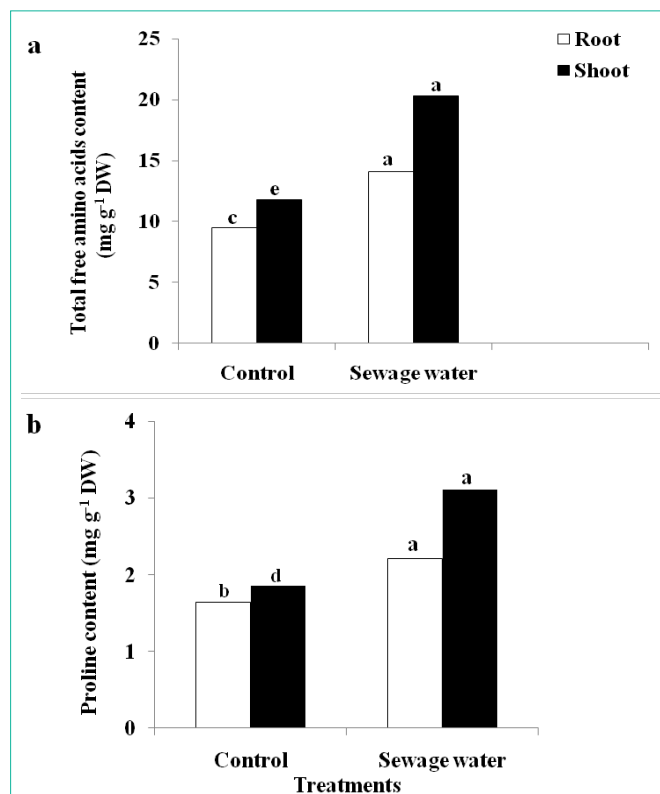 a
Total free amino acids content
(mg g⁻¹ DW)
25
20
15
10
5
0
Root
Shoot
c
e
a
a
Control
Sewage water
b
Proline content (mg g⁻¹ DW)
4
3
2
1
0
b
d
a
a
Control
Sewage water
Treatments